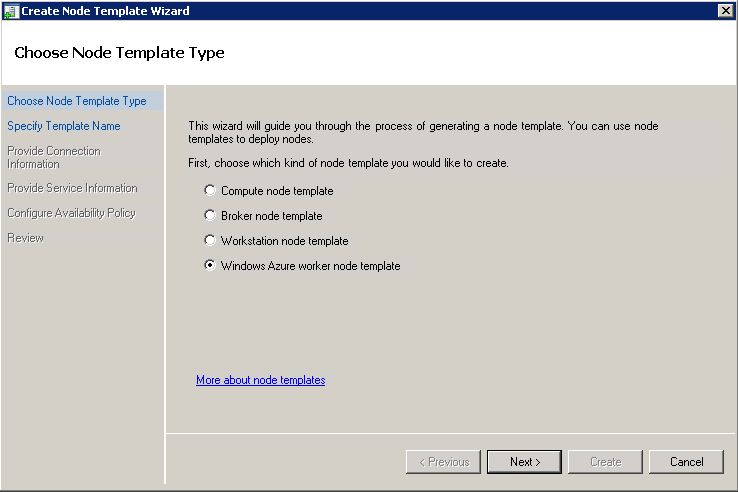 Create Node Template Wizard
Choose Node Template Type
Choose Node Template Type
Specify Template Name
Provide Connection
Information
Provide Service Information
Configure Availability Policy
Review
This wizard will guide you through the process of generating a node template. You can use node
templates to deploy nodes.
First, choose which kind of node template you would like to create.
Compute node template
Broker node template
Workstation node template
Windows Azure worker node template
More about node templates
< Previous
Next >
Create
Cancel